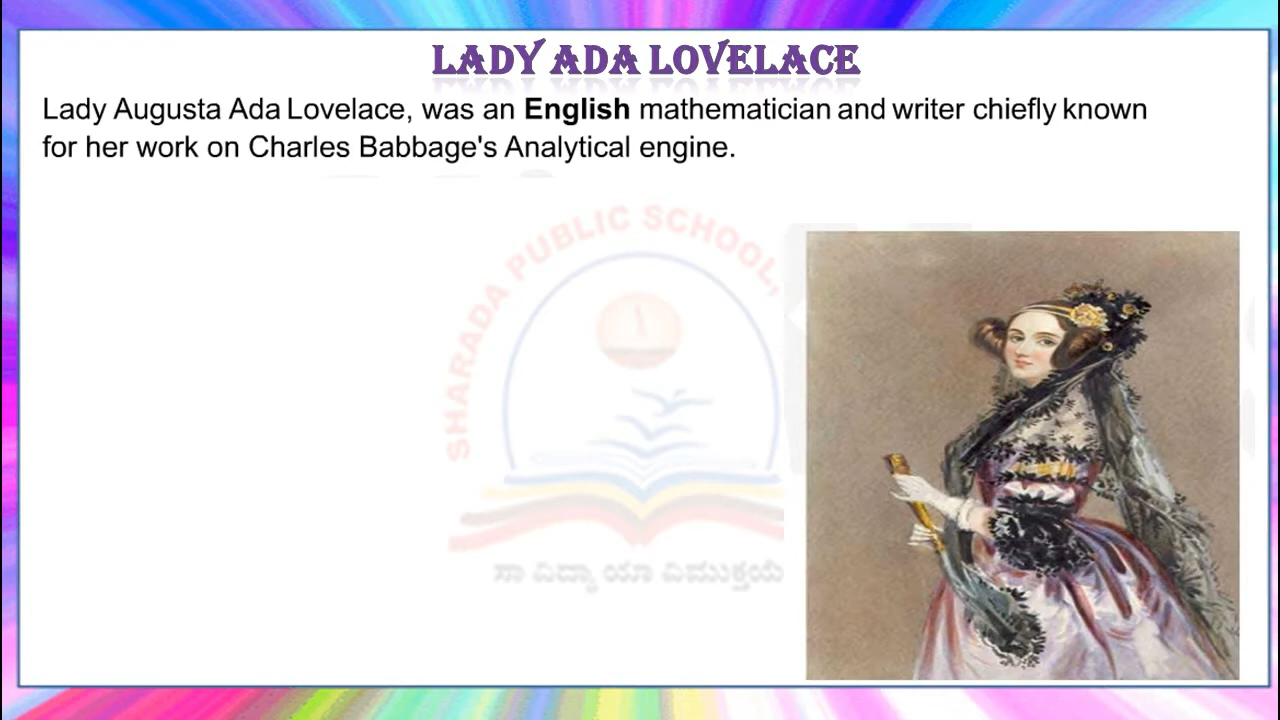 LADY ADA LOVELACE
Lady Augusta Ada Lovelace, was an English mathematician and writer chiefly known
for her work on Charles Babbage's Analytical engine.
SHARADA PUBLIC SCHOOL,
ಸಾ ವಿದ್ಯಾ ಯಾ ವಿಮುಕ್ತಯೆ